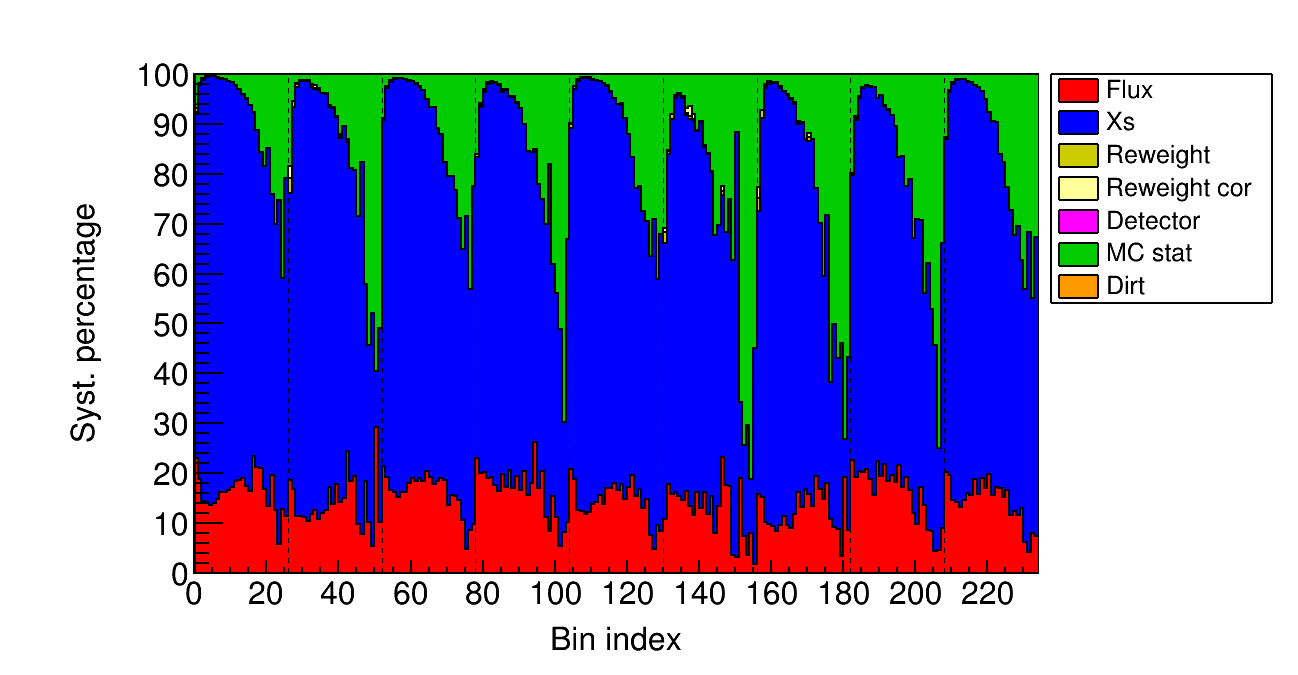 Syst. percentage
100
90
80
70
60
50
40
30
20
10
0
0 20 40 60 80 100 120 140 160 180 200 220
Bin index
Flux
Xs
Reweight
Reweight cor
Detector
MC stat
Dirt